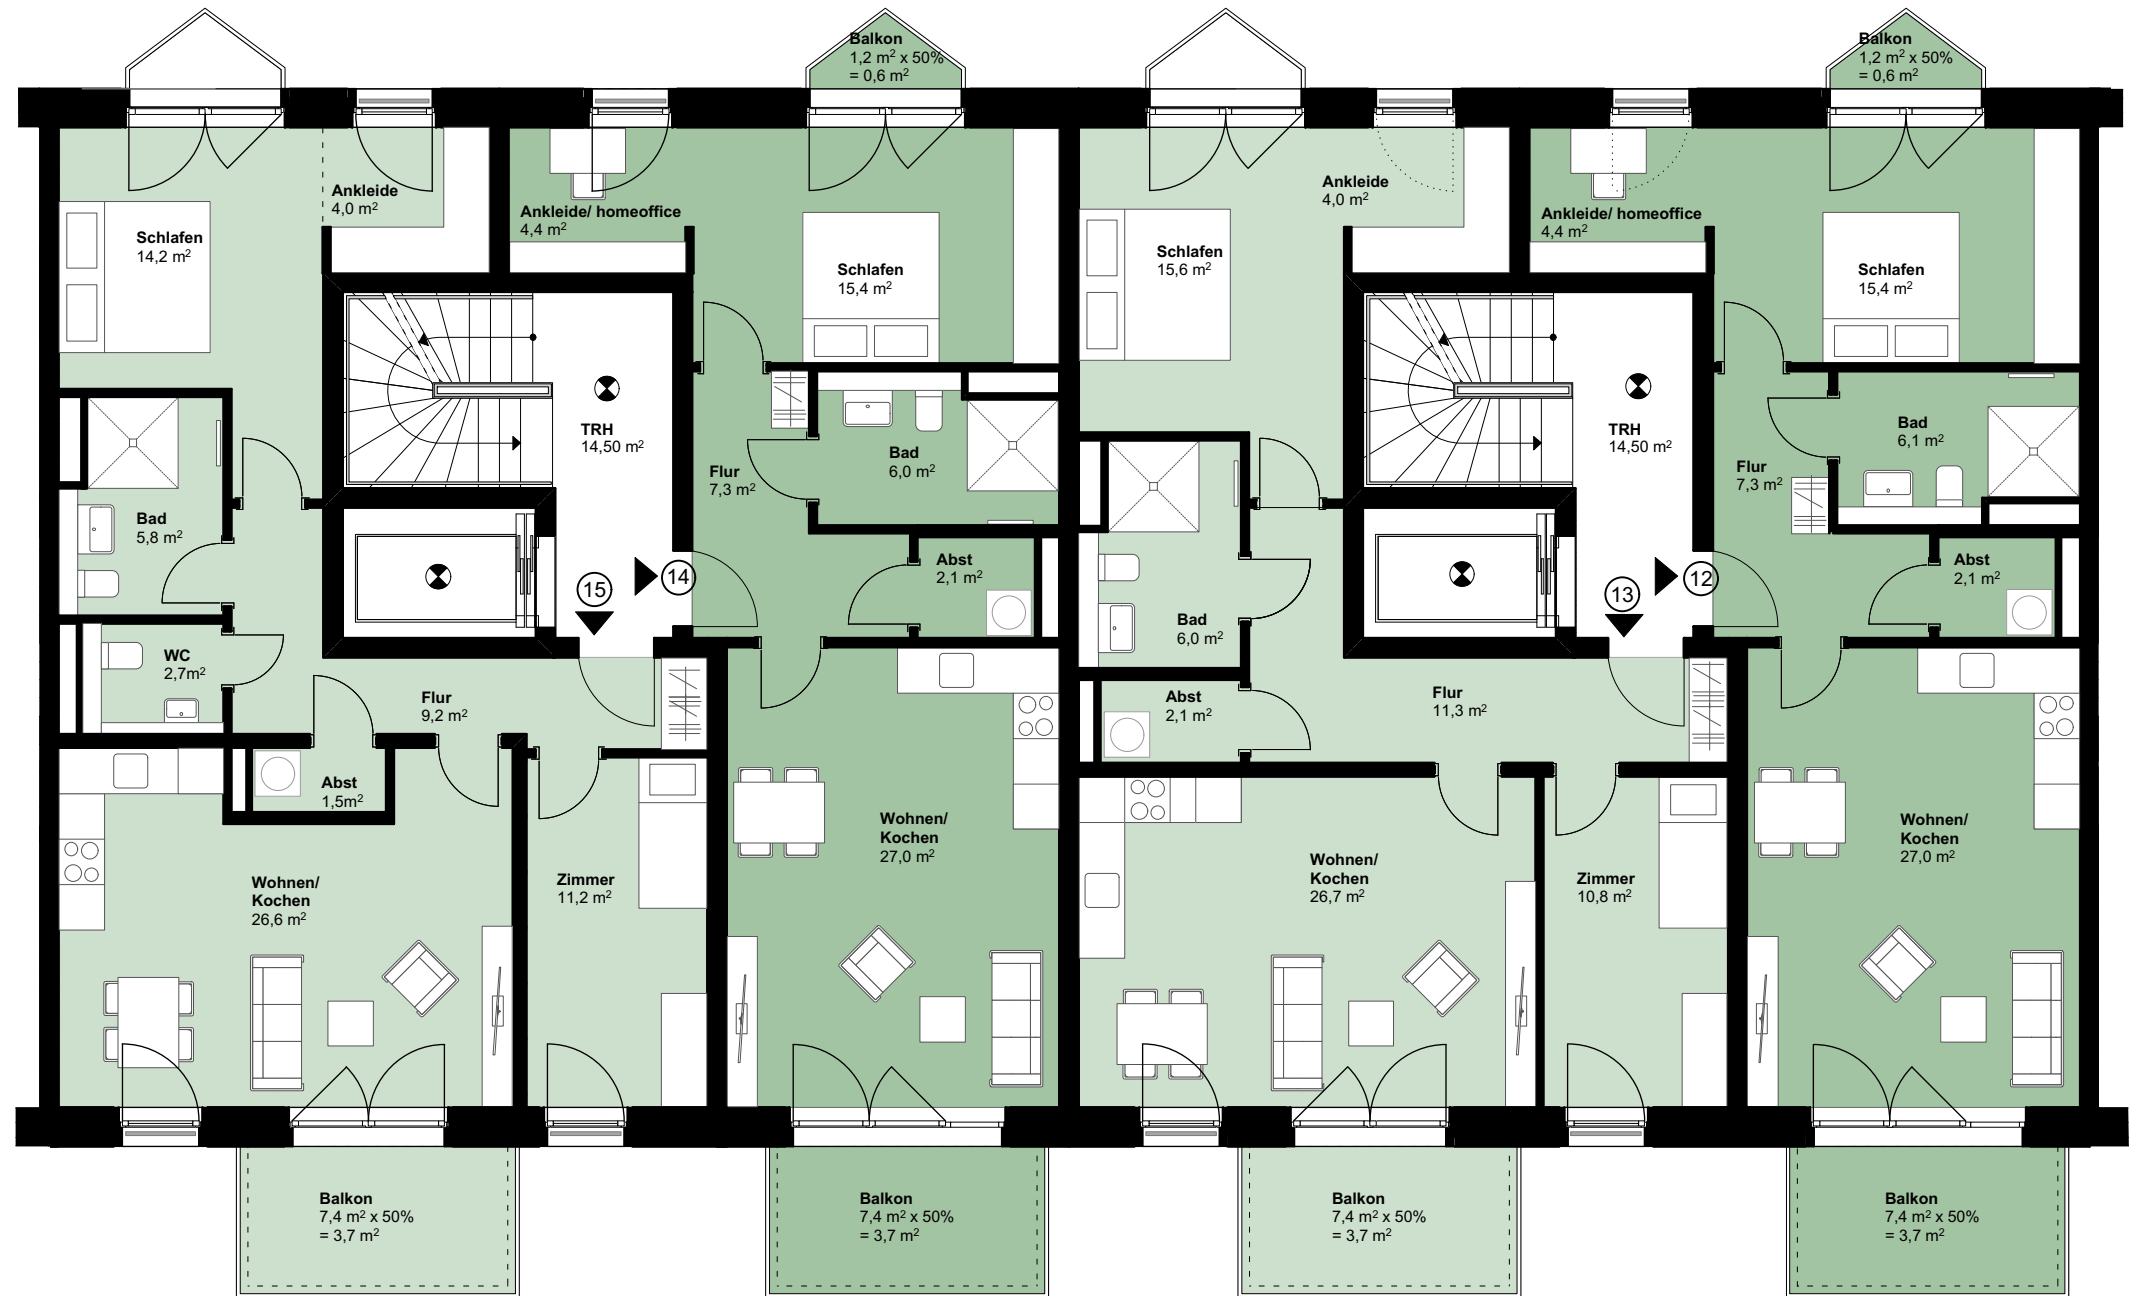 Balkon
1,2 m² x 50%
= 0,6 m²
Balkon
1,2 m² x 50%
= 0,6 m²
Ankleide
4,0 m²
Schlafen
14,2 m²
Ankleide/ homeoffice
4,4 m²
Schlafen
15,4 m²
Ankleide
4,0 m²
Schlafen
15,6 m²
Ankleide/ homeoffice
4,4 m²
Schlafen
15,4 m²
TRH
14,50 m²
Flur
7,3 m²
Bad
6,0 m²
TRH
14,50 m²
Flur
7,3 m²
Bad
6,1 m²
Bad
5,8 m²
15
14
Abst
2,1 m²
Bad
6,0 m²
13
12
Abst
2,1 m²
WC
2,7m²
Flur
9,2 m²
Abst
2,1 m²
Flur
11,3 m²
Abst
1,5m²
Wohnen/
Kochen
26,6 m²
Zimmer
11,2 m²
Wohnen/
Kochen
27,0 m²
Wohnen/
Kochen
26,7 m²
Zimmer
10,8 m²
Wohnen/
Kochen
27,0 m²
Balkon
7,4 m² x 50%
= 3,7 m²
Balkon
7,4 m² x 50%
= 3,7 m²
Balkon
7,4 m² x 50%
= 3,7 m²
Balkon
7,4 m² x 50%
= 3,7 m²